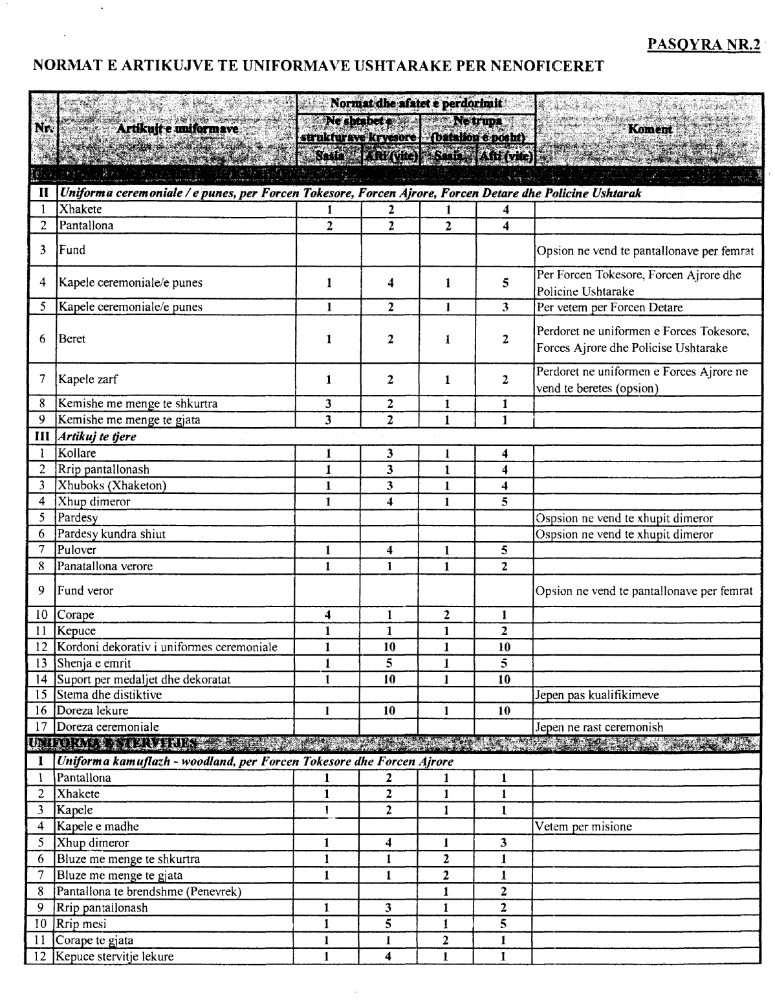 PASQYRA NR.2
NORMAT E ARTIKUJVE TE UNIFORMAVE USHTARAKE PER NENOFICERET
Nr. Artikujt e uniformave Normat dhe afatet e perdorimit Koment
Ne shtabet e strukturave kryesore Ne trupa (batalion e posht)
Sasia Afti (vite) Sasia Afti (vite)
II Uniforma ceremoniale / e punes, per Forcen Tokesore, Forcen Ajrore, Forcen Detare dhe Policine Ushtarak
1 Xhakete 1 2 1 4
2 Pantallona 2 2 2 4
3 Fund Opsion ne vend te pantallonave per femrat
4 Kapele ceremoniale/e punes 1 4 1 5 Per Forcen Tokesore, Forcen Ajrore dhe
Policine Ushtarake
5 Kapele ceremoniale/e punes 1 2 1 3 Per vetem per Forcen Detare
6 Beret 1 2 1 2 Perdoret ne uniformen e Forces Tokesore,
Forces Ajrore dhe Policise Ushtarake
7 Kapele zarf 1 2 1 2 Perdoret ne uniformen e Forces Ajrore ne
vend te beretes (opsion)
8 Kemishe me menge te shkurtra 3 2 1 1
9 Kemishe me menge te gjata 3 2 1 1
III Artikuj te tjere
1 Kollare 1 3 1 4
2 Rrip pantallonash 1 3 1 4
3 Xhuboks (Xhaketon) 1 3 1 4
4 Xhup dimeror 1 4 1 5
5 Pardesy Ospsion ne vend te xhupit dimeror
6 Pardesy kundra shiut Ospsion ne vend te xhupit dimeror
7 Pulover 1 4 1 5
8 Panatallona verore 1 1 1 2
9 Fund veror Opsion ne vend te pantallonave per femrat
10 Corape 4 1 2 1
11 Kepuce 1 1 1 2
12 Kordoni dekorativ i uniformes ceremoniale 1 10 1 10
13 Shenja e emrit 1 5 1 5
14 Suport per medaljet dhe dekoratat 1 10 1 10
15 Stema dhe distiktive Jepen pas kualifikimeve
16 Doreza lekure 1 10 1 10
17 Doreza ceremoniale Jepen ne rast ceremonish
UNIFORMA E STERVITJES
I Uniforma kamuflazh - woodland, per Forcen Tokesore dhe Forcen Ajrore
1 Pantallona 1 2 1 1
2 Xhakete 1 2 1 1
3 Kapele 1 2 1 1
4 Kapele e madhe Vetem per misione
5 Xhup dimeror 1 4 1 3
6 Bluze me menge te shkurtra 1 1 2 1
7 Bluze me menge te gjata 1 1 2 1
8 Pantallona te brendshme (Penevrek) 1 2
9 Rrip pantallonash 1 3 1 2
10 Rrip mesi 1 5 1 5
11 Corape te gjata 1 1 2 1
12 Kepuce stervitje lekure 1 4 1 1